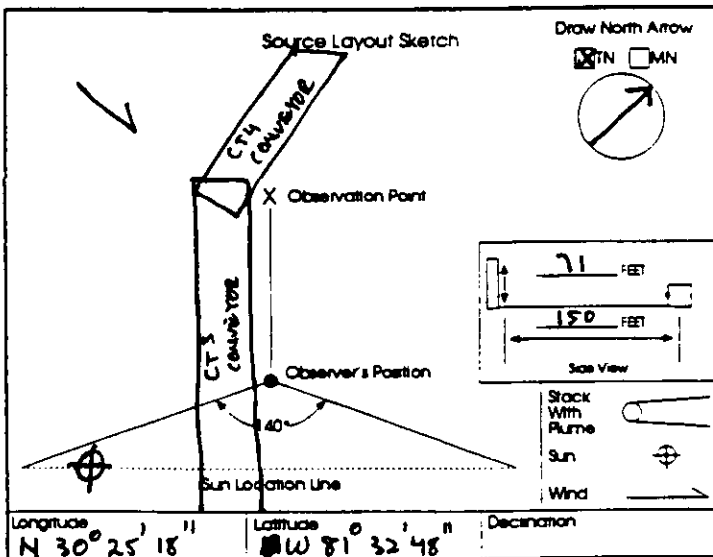 Source Layout Sketch
Draw North Arrow
TN MN
CT4
CONVEYOR
X Observation Point
71 FEET
150 FEET
Side View
CT3
CONVEYOR
Observer's Position
140°
Sun Location Line
Stack
With
Plume
Sun
Wind
Longitude ° ' " Latitude ° ' " Declination
N 30° 25' 18" W 81° 32' 48"